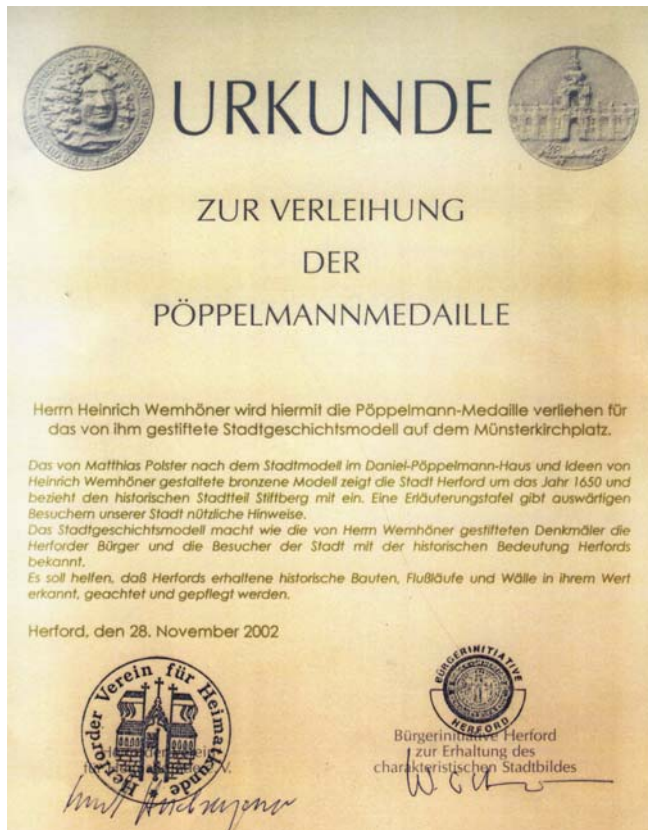 URKUNDE
ZUR VERLEIHUNG
DER
PÖPPELMANNMEDAILLE
Herrn Heinrich Wemhöner wird hiermit die Pöppelmann-Medaille verliehen für
das von ihm gestiftete Stadtgeschichtsmodell auf dem Münsterkirchplatz.
Das von Matthias Polster nach dem Stadtmodell im Daniel-Pöppelmann-Haus und Ideen von
Heinrich Wemhöner gestaltete bronzene Modell zeigt die Stadt Herford um das Jahr 1650 und
bezieht den historischen Stadtteil Stiftberg mit ein. Eine Erläuterungstafel gibt auswärtigen
Besuchern unserer Stadt nützliche Hinweise.
Das Stadtgeschichtsmodell macht wie die von Herrn Wemhöner gestifteten Denkmäler die
Herforder Bürger und die Besucher der Stadt mit der historischen Bedeutung Herfords
bekannt.
Es soll helfen, daß Herfords erhaltene historische Bauten, Flußläufe und Wälle in ihrem Wert
erkannt, geachtet und gepflegt werden.
Herford, den 28. November 2002
Herforder Verein für Heimatkunde
BÜRGERINITIATIVE
HERFORD
Bürgerinitiative Herford
zur Erhaltung des
charakteristischen Stadtbildes